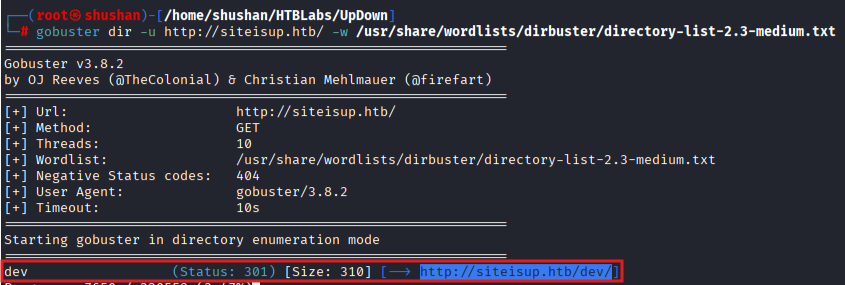 ┌──(root㉿shushan)-[/home/shushan/HTBLabs/UpDown]
└─# gobuster dir -u http://siteisup.htb/ -w /usr/share/wordlists/dirbuster/directory-list-2.3-medium.txt
===============================================================
Gobuster v3.8.2
by OJ Reeves (@TheColonial) & Christian Mehlmauer (@firefart)
===============================================================
[+] Url: http://siteisup.htb/
[+] Method: GET
[+] Threads: 10
[+] Wordlist: /usr/share/wordlists/dirbuster/directory-list-2.3-medium.txt
[+] Negative Status codes: 404
[+] User Agent: gobuster/3.8.2
[+] Timeout: 10s
===============================================================
Starting gobuster in directory enumeration mode
===============================================================
dev (Status: 301) [Size: 310] [--> http://siteisup.htb/dev/]